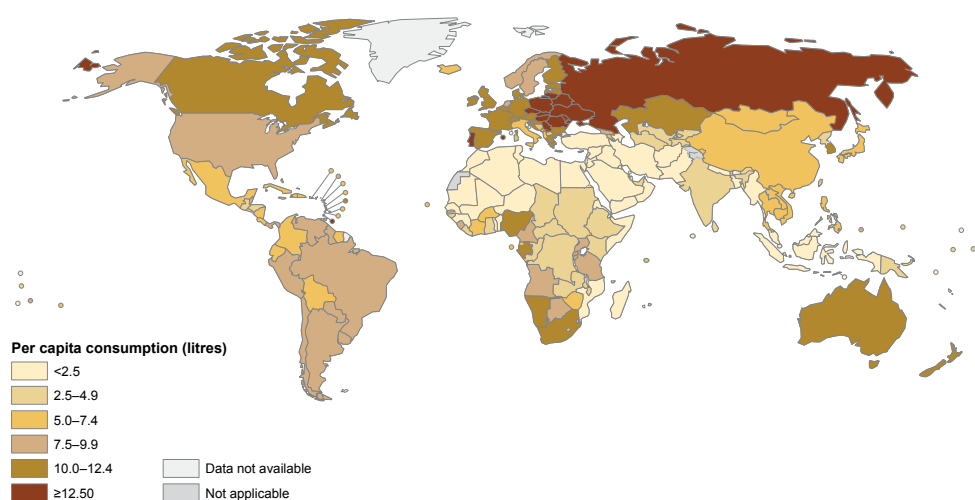 Per capita consumption (litres)
<2.5
2.5–4.9
5.0–7.4
7.5–9.9
10.0–12.4
≥12.50
Data not available
Not applicable